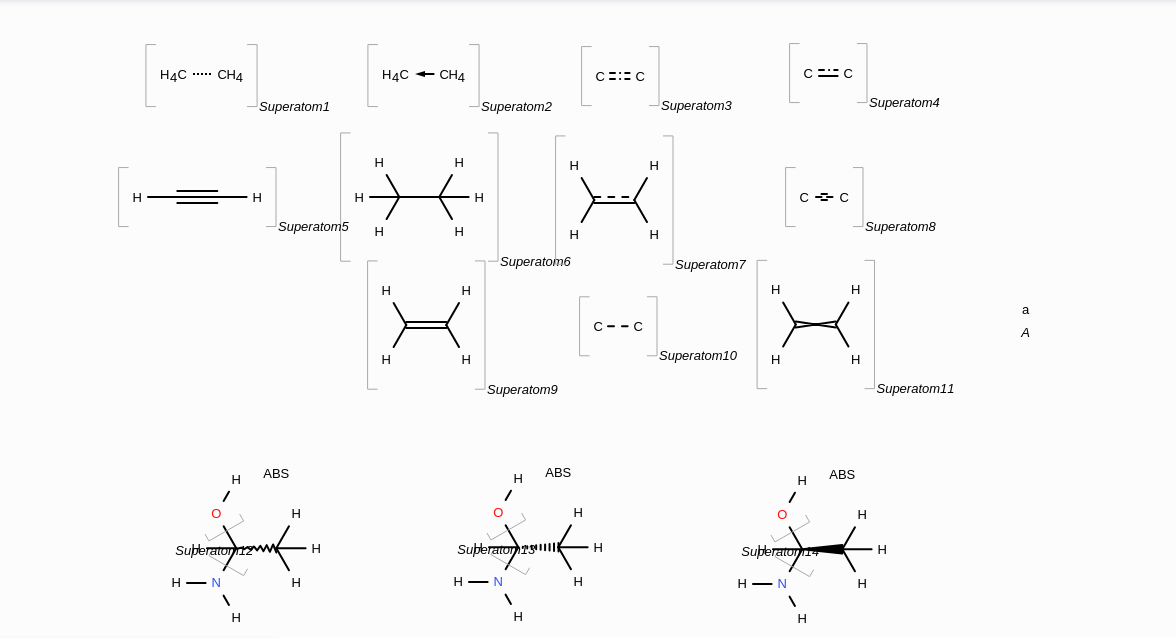 H4C CH4
Superatom1
H4C CH4
Superatom2
C C
Superatom3
C C
Superatom4
H H
Superatom5
H H
H H
H H
Superatom6
H H
H H
Superatom7
C C
Superatom8
H H
H H
Superatom9
C C
Superatom10
H H
H H
Superatom11
a
A
H ABS
O H
H H
Superatom12
H N H
H
H ABS
O H
H H
Superatom13
H N H
H
H ABS
O H
H H
Superatom14
H N H
H